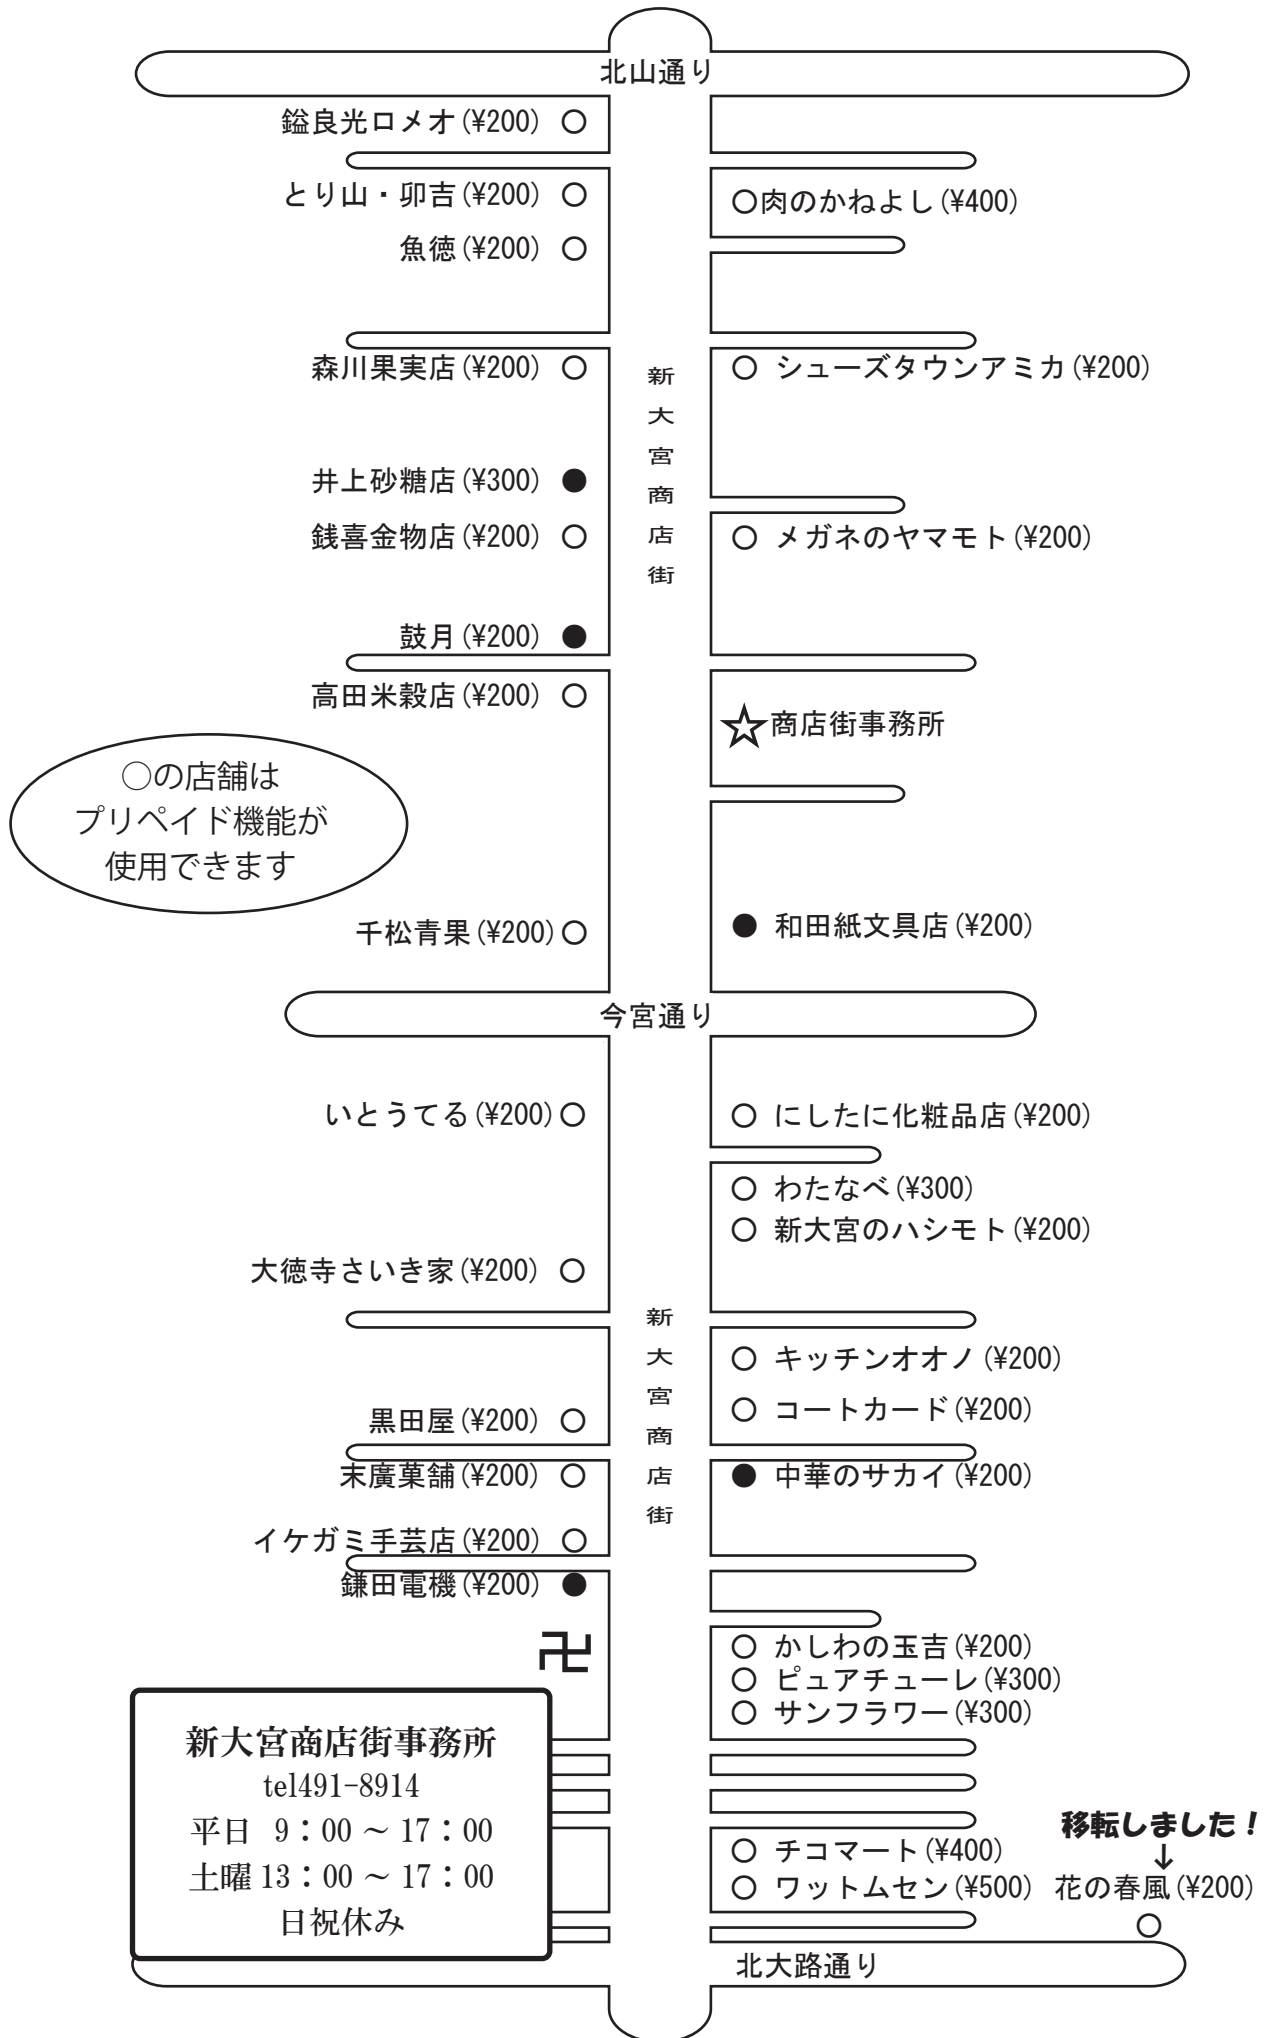 北山通り
鎰良光ロメオ(¥200) ○
とり山・卯吉(¥200) ○
○肉のかねよし(¥400)
魚徳(¥200) ○
森川果実店(¥200) ○
○ シューズタウンアミカ(¥200)
新大宮商店街
井上砂糖店(¥300) ●
銭喜金物店(¥200) ○
○ メガネのヤマモト(¥200)
鼓月(¥200) ●
高田米穀店(¥200) ○
☆商店街事務所
○の店舗は
プリペイド機能が
使用できます
千松青果(¥200)○
● 和田紙文具店(¥200)
今宮通り
いとうてる(¥200)○
○ にしたに化粧品店(¥200)
○ わたなべ(¥300)
○ 新大宮のハシモト(¥200)
大徳寺さいき家(¥200) ○
新大宮商店街
○ キッチンオオノ(¥200)
○ コートカード(¥200)
黒田屋(¥200) ○
末廣菓舗(¥200) ○
● 中華のサカイ(¥200)
イケガミ手芸店(¥200) ○
鎌田電機(¥200) ●
卍
○ かしわの玉吉(¥200)
○ ピュアチューレ(¥300)
○ サンフラワー(¥300)
新大宮商店街事務所
tel491-8914
平日 9：00 ～ 17：00
土曜 13：00 ～ 17：00
日祝休み
移転しました！
↓
○ チコマート(¥400)
○ ワットムセン(¥500)
花の春風(¥200)
○
北大路通り